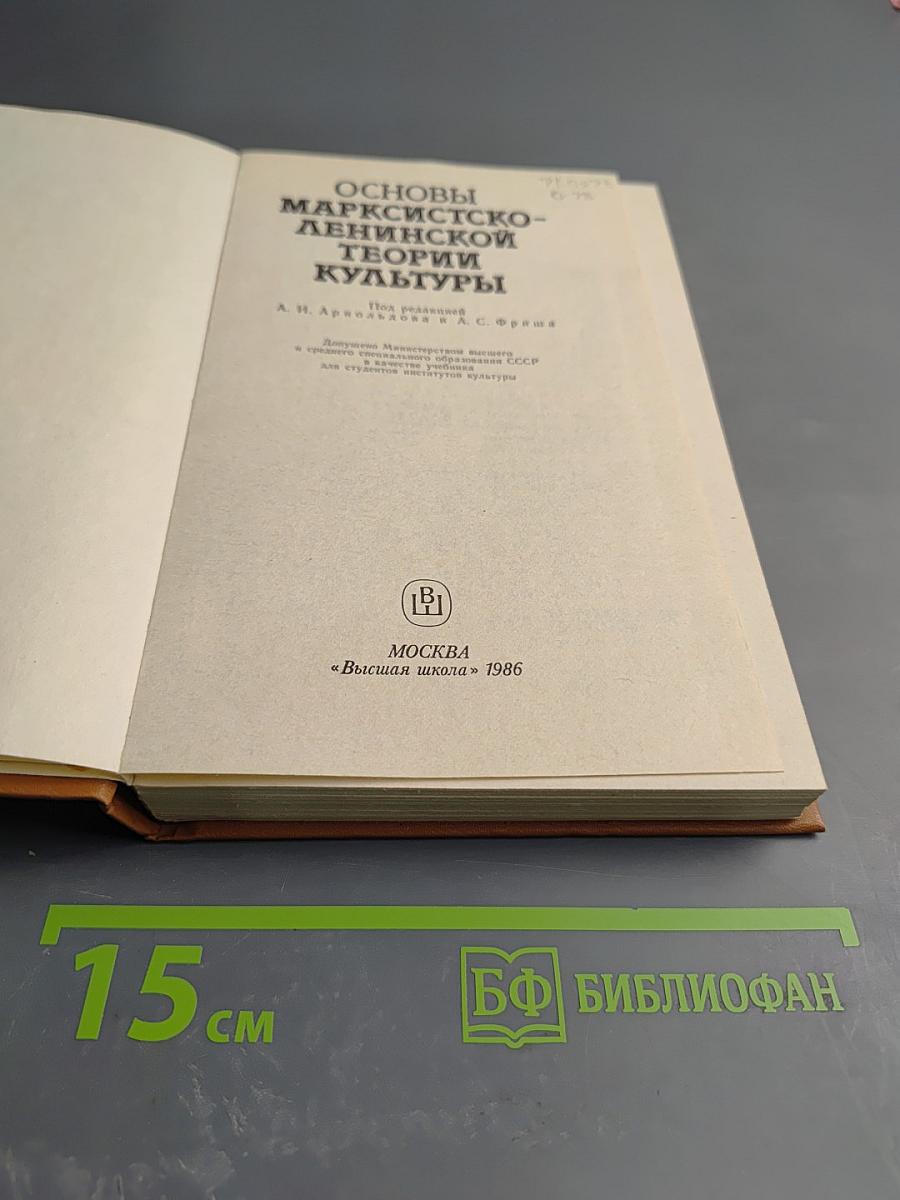 ОСНОВЫ
МАРКСИСТСКО-
ЛЕНИНСКОЙ
ТЕОРИИ
КУЛЬТУРЫ
Под редакцией
А. И. Арнольдова и А. С. Фриша
Допущено Министерством высшего
и среднего специального образования СССР
в качестве учебника
для студентов институтов культуры
ВШ
МОСКВА
«Высшая школа» 1986
15 см
БФ БИБЛИОФАН